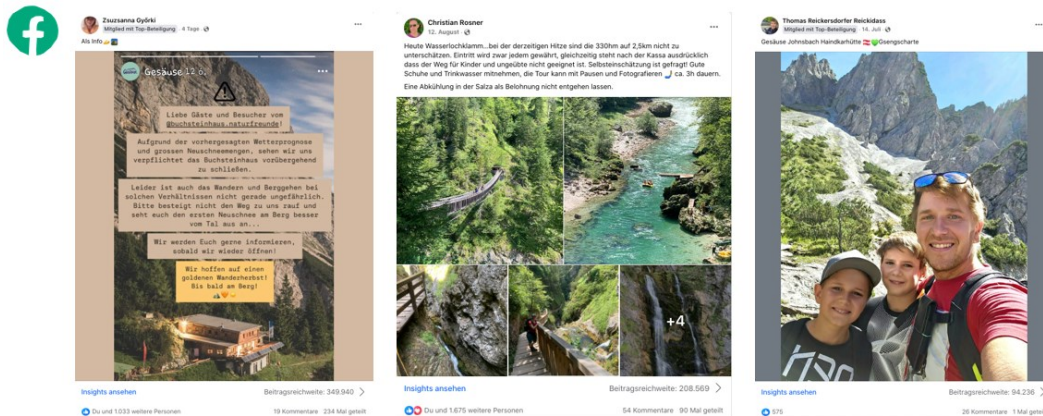 Zsuzsanna Györki
Mitglied mit Top-Beteiligung 4 Tage
Als Info
Gesäuse 12 ö.
Liebe Gäste und Besucher vom
@buchsteinhaus.naturfreunde!
Aufgrund der vorhergesagten Wetterprognose
und grossen Neuschneemengen, sehen wir uns
verpflichtet das Buchsteinhaus vorübergehend
zu schließen.
Leider ist auch das Wandern und Berggehen bei
solchen Verhältnissen nicht gerade ungefährlich.
Bitte besteigt nicht den Weg zu uns rauf und
seht euch den ersten Neuschnee am Berg besser
vom Tal aus an...
Wir werden Euch gerne informieren,
sobald wir wieder öffnen!
Wir hoffen auf einen
goldenen Wanderherbst!
Bis bald am Berg!
Insights ansehen
Beitragsreichweite: 349.940
Du und 1.033 weitere Personen
19 Kommentare 234 Mal geteilt
Christian Rosner
12. August
Heute Wasserlochklamm...bei der derzeitigen Hitze sind die 330hm auf 2,5km nicht zu
unterschätzen. Eintritt wird zwar jedem gewährt, gleichzeitig steht nach der Kassa ausdrücklich
dass der Weg für Kinder und ungeübte nicht geeignet ist. Selbsteinschätzung ist gefragt! Gute
Schuhe und Trinkwasser mitnehmen, die Tour kann mit Pausen und Fotografieren ca. 3h dauern.
Eine Abkühlung in der Salza als Belohnung nicht entgehen lassen.
+4
Insights ansehen
Beitragsreichweite: 208.569
Du und 1.675 weitere Personen
54 Kommentare 90 Mal geteilt
Thomas Reickersdorfer Reickidass
Mitglied mit Top-Beteiligung 14. Juli
Gesäuse Johnsbach Haindkarhütte Gsengscharte
Insights ansehen
Beitragsreichweite: 94.236
575
26 Kommentare 1 Mal geteilt